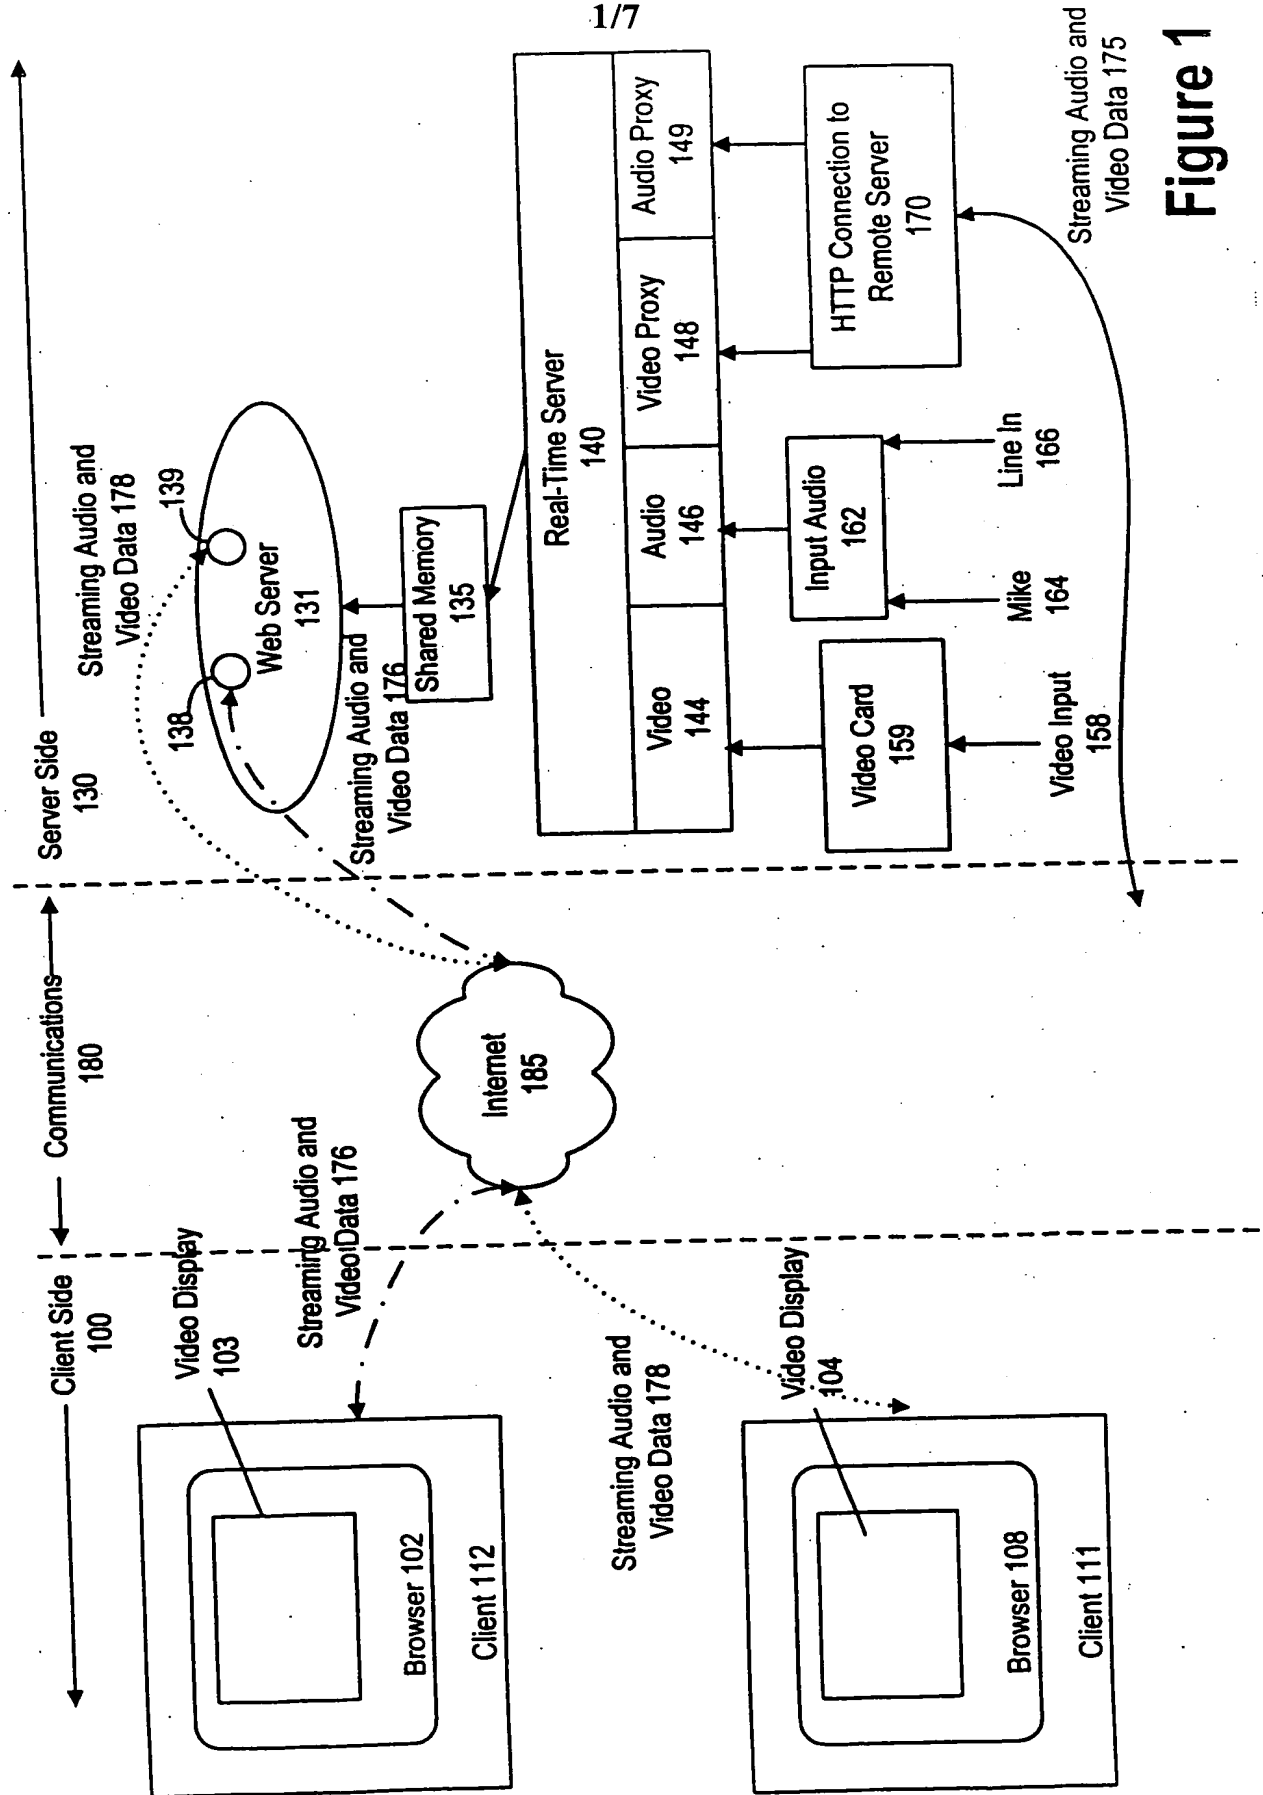 1/7
Client Side
100
Communications
180
Server Side
130
Video Display
103
Streaming Audio and
Video Data 176
Browser 102
Client 112
Streaming Audio and
Video Data 178
Video Display
104
Browser 108
Client 111
Internet
185
Streaming Audio and
Video Data 178
138
139
Web Server
131
Streaming Audio and
Video Data 176
Shared Memory
135
Real-Time Server
140
Video
144
Audio
146
Video Proxy
148
Audio Proxy
149
Video Card
159
Video Input
158
Input Audio
162
Mike
164
Line In
166
HTTP Connection to
Remote Server
170
Streaming Audio and
Video Data 175
Figure 1